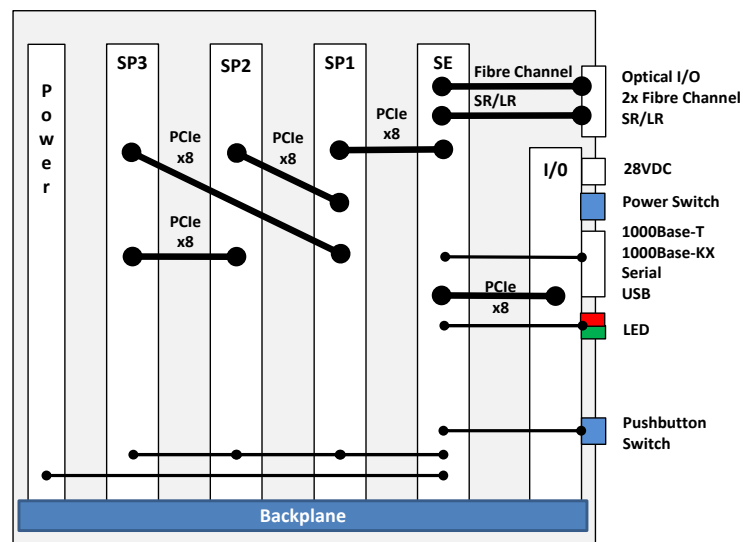 Power
SP3
SP2
SP1
SE
Fibre Channel
SR/LR
PCIe
x8
PCIe
x8
PCIe
x8
PCIe
x8
PCIe
x8
I/0
Optical I/O
2x Fibre Channel
SR/LR
28VDC
Power Switch
1000Base-T
1000Base-KX
Serial
USB
LED
Pushbutton
Switch
Backplane